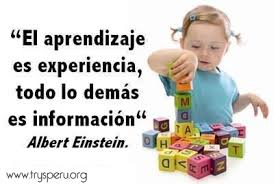 “El aprendizaje
es experiencia,
todo lo demás
es información“
Albert Einstein.
www.trysperu.org